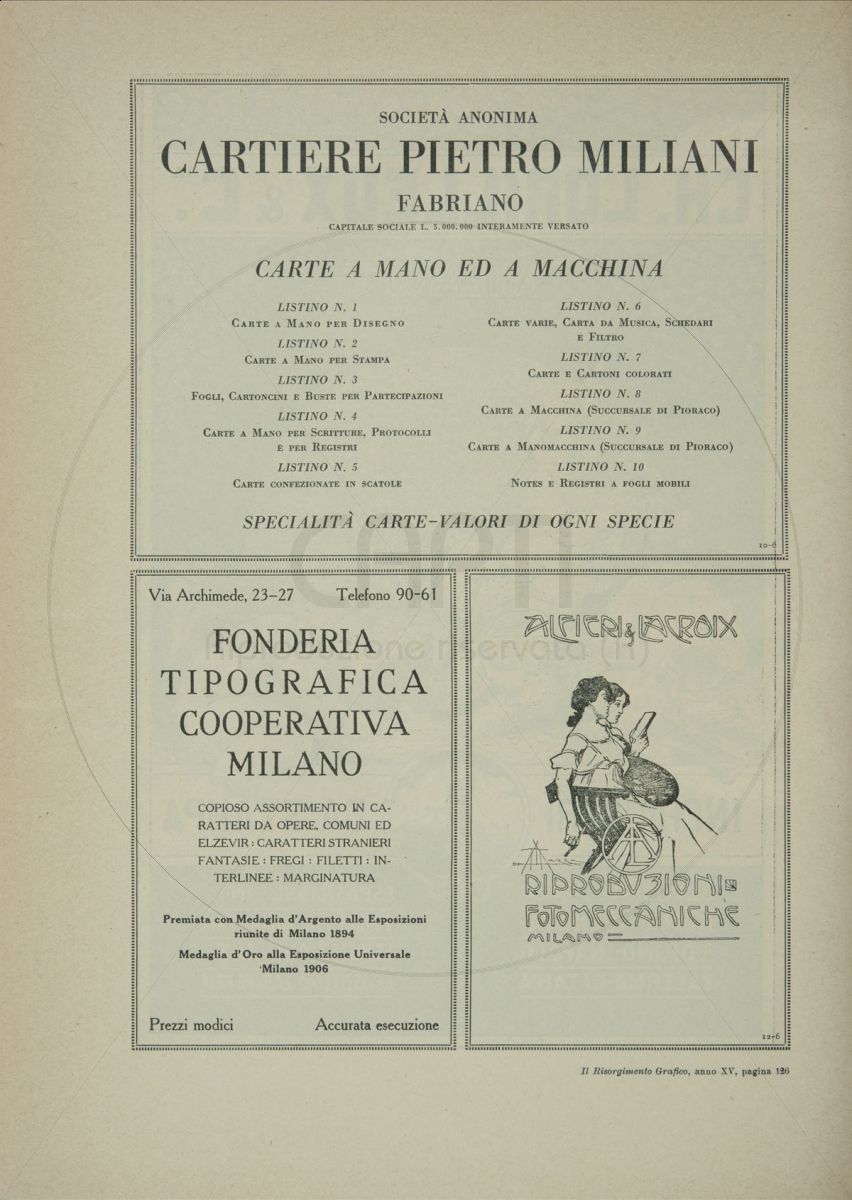 SOCIETÀ ANONIMA
CARTIERE PIETRO MILIANI
FABRIANO
CAPITALE SOCIALE L. 5.000.000 INTERAMENTE VERSATO
CARTE A MANO ED A MACCHINA
LISTINO N. 1
CARTE A MANO PER DISEGNO
LISTINO N. 2
CARTE A MANO PER STAMPA
LISTINO N. 3
FOGLI, CARTONCINI E BUSTE PER PARTECIPAZIONI
LISTINO N. 4
CARTE A MANO PER SCRITTURE, PROTOCOLLI
E PER REGISTRI
LISTINO N. 5
CARTE CONFEZIONATE IN SCATOLE
LISTINO N. 6
CARTE VARIE, CARTA DA MUSICA, SCHEDARI
E FILTRO
LISTINO N. 7
CARTE E CARTONI COLORATI
LISTINO N. 8
CARTE A MACCHINA (SUCCURSALE DI PIORACO)
LISTINO N. 9
CARTE A MANOMACCHINA (SUCCURSALE DI PIORACO)
LISTINO N. 10
NOTES E REGISTRI A FOGLI MOBILI
SPECIALITÀ CARTE-VALORI DI OGNI SPECIE
10-6
Via Archimede, 23-27 Telefono 90-61
FONDERIA
TIPOGRAFICA
COOPERATIVA
MILANO
COPIOSO ASSORTIMENTO IN CA-
RATTERI DA OPERE, COMUNI ED
ELZEVIR : CARATTERI STRANIERI
FANTASIE : FREGI : FILETTI : IN-
TERLINEE : MARGINATURA
Premiata con Medaglia d'Argento alle Esposizioni
riunite di Milano 1894
Medaglia d'Oro alla Esposizione Universale
Milano 1906
Prezzi modici Accurata esecuzione
ALFIERI & LACROIX
RIPRODUZIONI
FOTOMECCANICHE
MILANO
12-6
Il Risorgimento Grafico, anno XV, pagina 126
riproduzione riservata (it)